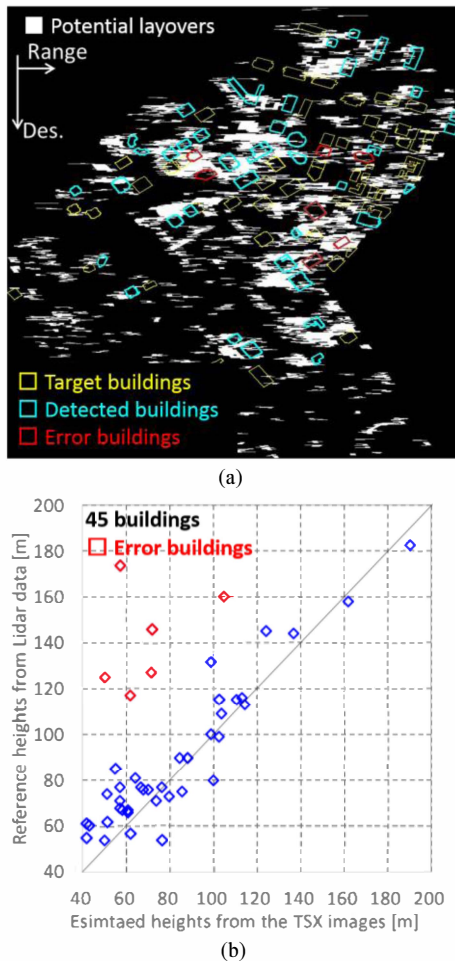 Potential layovers
Range
Des.
Target buildings
Detected buildings
Error buildings
(a)
200
45 buildings
Error buildings
180
160
140
120
100
80
60
40
40 60 80 100 120 140 160 180 200
Reference heights from Lidar data [m]
Esimtaed heights from the TSX images [m]
(b)